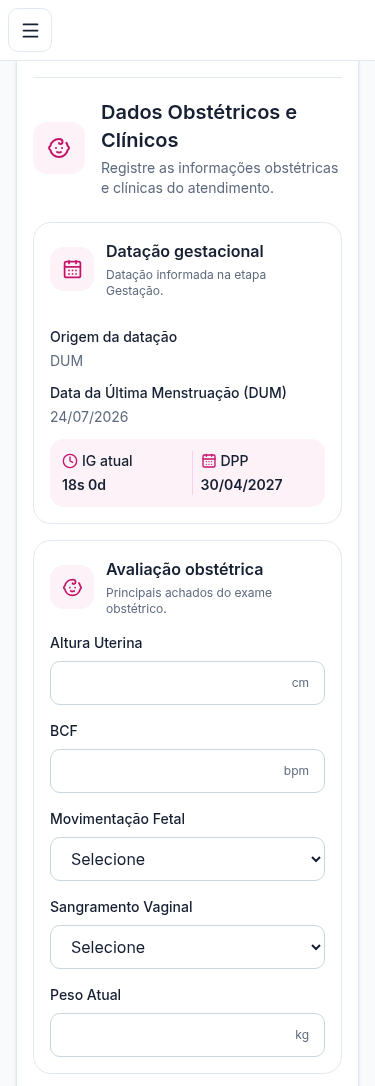 Dados Obstétricos e
Clínicos
Registre as informações obstétricas
e clínicas do atendimento.
Datação gestacional
Datação informada na etapa
Gestação.
Origem da datação
DUM
Data da Última Menstruação (DUM)
24/07/2026
IG atual
18s 0d
DPP
30/04/2027
Avaliação obstétrica
Principais achados do exame
obstétrico.
Altura Uterina
cm
BCF
bpm
Movimentação Fetal
Selecione
Sangramento Vaginal
Selecione
Peso Atual
kg